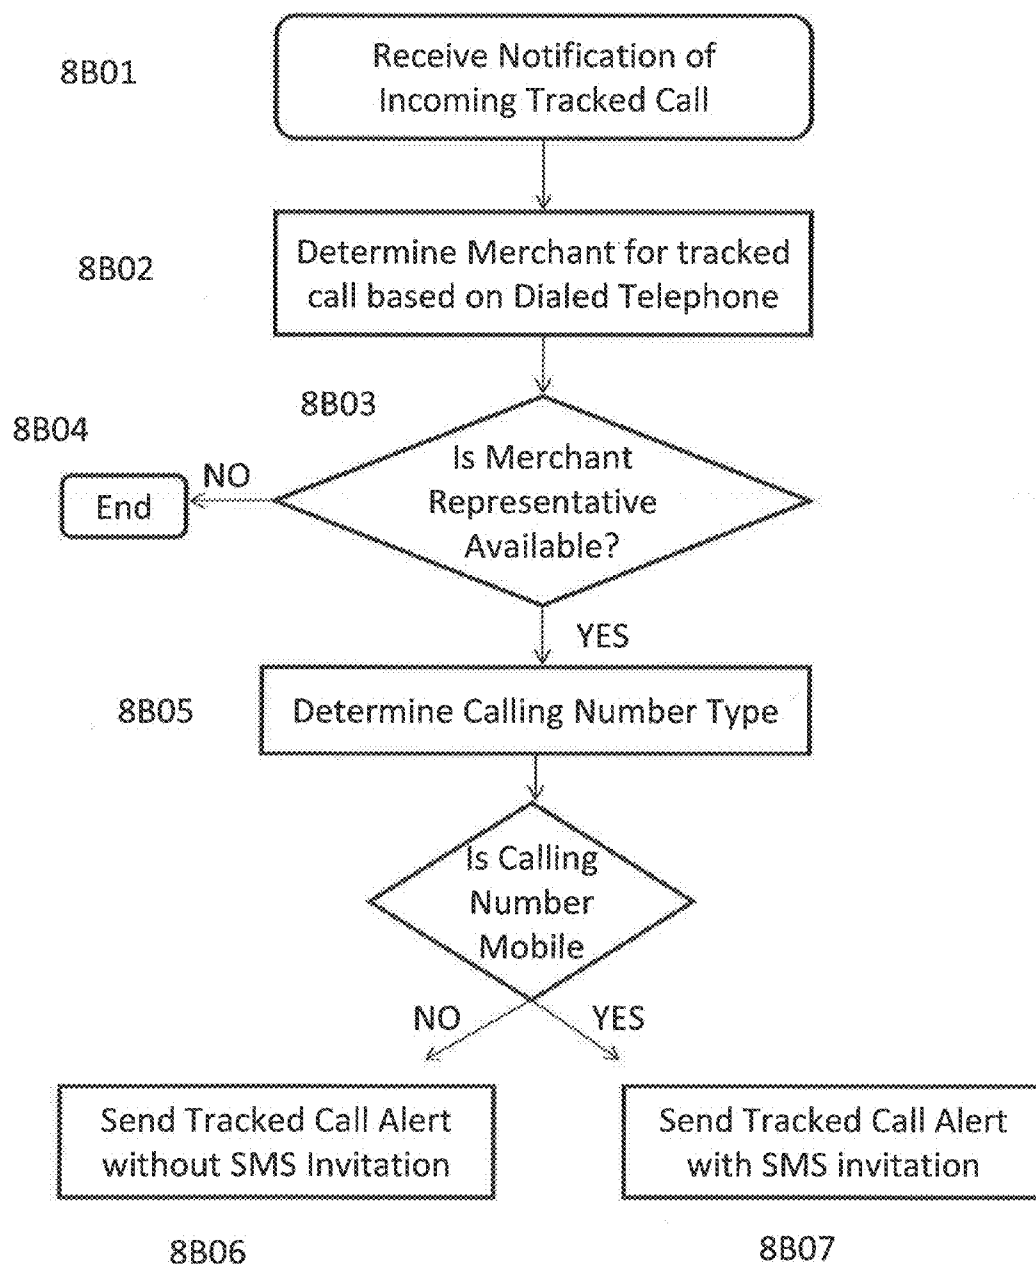 8B01
Receive Notification of
Incoming Tracked Call
8B02
Determine Merchant for tracked
call based on Dialed Telephone
8B03
8B04
NO
End
Is Merchant
Representative
Available?
YES
8B05
Determine Calling Number Type
Is Calling
Number
Mobile
NO
YES
Send Tracked Call Alert
without SMS Invitation
Send Tracked Call Alert
with SMS invitation
8B06
8B07